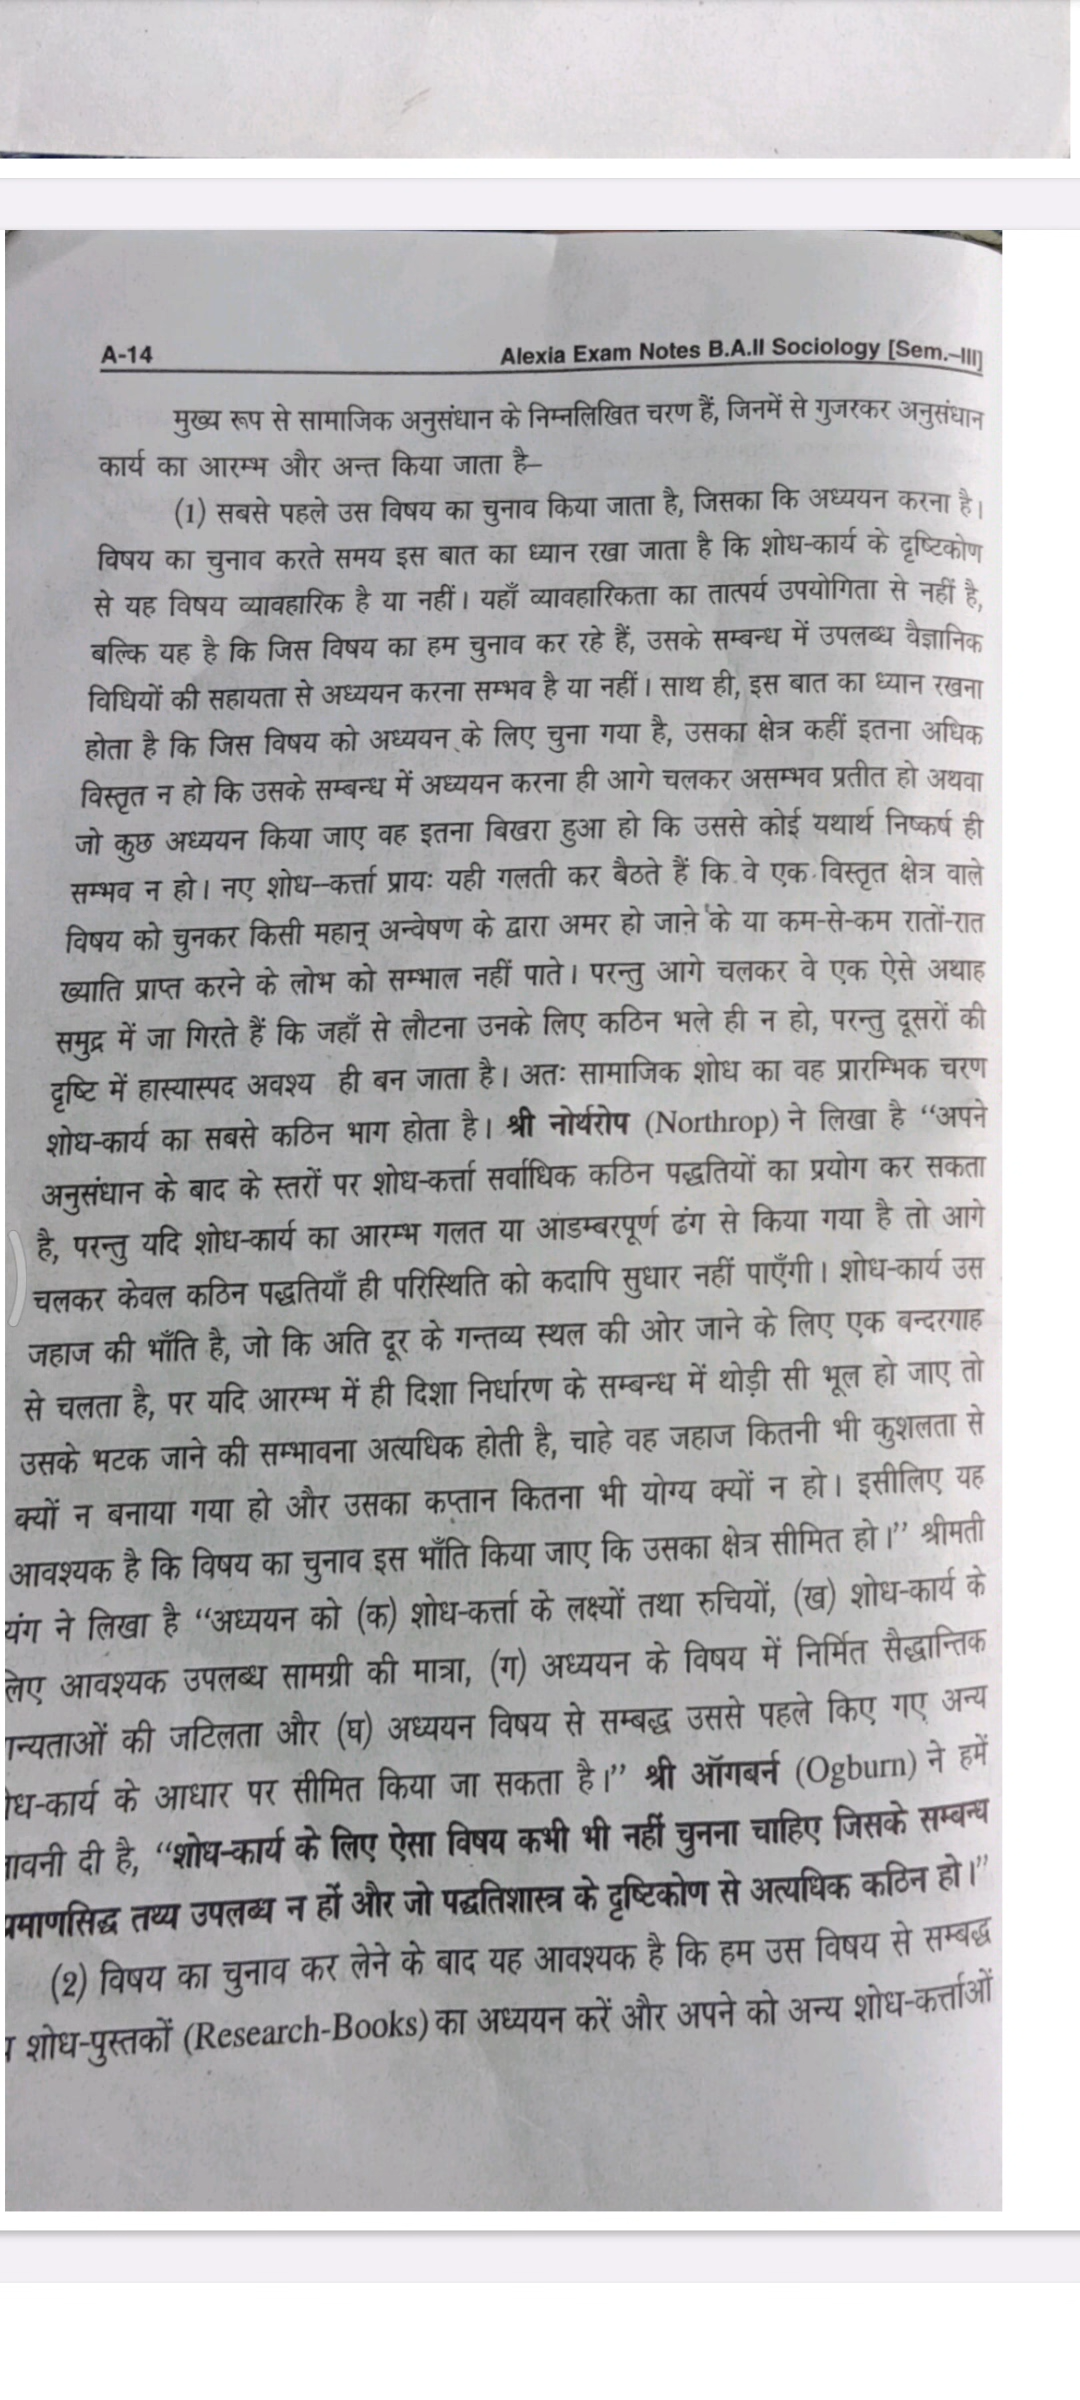 A-14 Alexia Exam Notes B.A.II Sociology [Sem.–III]
मुख्य रूप से सामाजिक अनुसंधान के निम्नलिखित चरण हैं, जिनमें से गुजरकर अनुसंधान
कार्य का आरम्भ और अन्त किया जाता है–
(1) सबसे पहले उस विषय का चुनाव किया जाता है, जिसका कि अध्ययन करना है।
विषय का चुनाव करते समय इस बात का ध्यान रखा जाता है कि शोध-कार्य के दृष्टिकोण
से यह विषय व्यावहारिक है या नहीं। यहाँ व्यावहारिकता का तात्पर्य उपयोगिता से नहीं है,
बल्कि यह है कि जिस विषय का हम चुनाव कर रहे हैं, उसके सम्बन्ध में उपलब्ध वैज्ञानिक
विधियों की सहायता से अध्ययन करना सम्भव है या नहीं। साथ ही, इस बात का ध्यान रखना
होता है कि जिस विषय को अध्ययन के लिए चुना गया है, उसका क्षेत्र कहीं इतना अधिक
विस्तृत न हो कि उसके सम्बन्ध में अध्ययन करना ही आगे चलकर असम्भव प्रतीत हो अथवा
जो कुछ अध्ययन किया जाए वह इतना बिखरा हुआ हो कि उससे कोई यथार्थ निष्कर्ष ही
सम्भव न हो। नए शोध–कर्त्ता प्रायः यही गलती कर बैठते हैं कि वे एक विस्तृत क्षेत्र वाले
विषय को चुनकर किसी महान् अन्वेषण के द्वारा अमर हो जाने के या कम-से-कम रातों-रात
ख्याति प्राप्त करने के लोभ को सम्भाल नहीं पाते। परन्तु आगे चलकर वे एक ऐसे अथाह
समुद्र में जा गिरते हैं कि जहाँ से लौटना उनके लिए कठिन भले ही न हो, परन्तु दूसरों की
दृष्टि में हास्यास्पद अवश्य ही बन जाता है। अतः सामाजिक शोध का वह प्रारम्भिक चरण
शोध-कार्य का सबसे कठिन भाग होता है। श्री नोर्थरोप (Northrop) ने लिखा है “अपने
अनुसंधान के बाद के स्तरों पर शोध-कर्त्ता सर्वाधिक कठिन पद्धतियों का प्रयोग कर सकता
है, परन्तु यदि शोध-कार्य का आरम्भ गलत या आडम्बरपूर्ण ढंग से किया गया है तो आगे
चलकर केवल कठिन पद्धतियाँ ही परिस्थिति को कदापि सुधार नहीं पाएँगी। शोध-कार्य उस
जहाज की भाँति है, जो कि अति दूर के गन्तव्य स्थल की ओर जाने के लिए एक बन्दरगाह
से चलता है, पर यदि आरम्भ में ही दिशा निर्धारण के सम्बन्ध में थोड़ी सी भूल हो जाए तो
उसके भटक जाने की सम्भावना अत्यधिक होती है, चाहे वह जहाज कितनी भी कुशलता से
क्यों न बनाया गया हो और उसका कप्तान कितना भी योग्य क्यों न हो। इसीलिए यह
आवश्यक है कि विषय का चुनाव इस भाँति किया जाए कि उसका क्षेत्र सीमित हो।” श्रीमती
यंग ने लिखा है “अध्ययन को (क) शोध-कर्त्ता के लक्ष्यों तथा रुचियों, (ख) शोध-कार्य के
लिए आवश्यक उपलब्ध सामग्री की मात्रा, (ग) अध्ययन के विषय में निर्मित सैद्धान्तिक
न्यताओं की जटिलता और (घ) अध्ययन विषय से सम्बद्ध उससे पहले किए गए अन्य
ध-कार्य के आधार पर सीमित किया जा सकता है।” श्री ऑगबर्न (Ogburn) ने हमें
वनी दी है, “शोध-कार्य के लिए ऐसा विषय कभी भी नहीं चुनना चाहिए जिसके सम्बन्ध
प्रमाणसिद्ध तथ्य उपलब्ध न हों और जो पद्धतिशास्त्र के दृष्टिकोण से अत्यधिक कठिन हो।”
(2) विषय का चुनाव कर लेने के बाद यह आवश्यक है कि हम उस विषय से सम्बद्ध
शोध-पुस्तकों (Research-Books) का अध्ययन करें और अपने को अन्य शोध-कर्त्ताओं